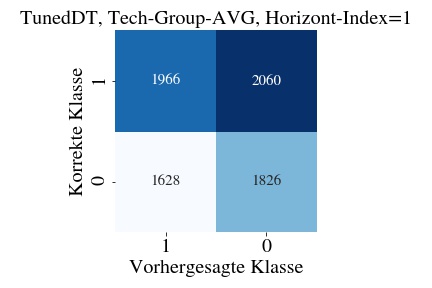 TunedDT, Tech-Group-AVG, Horizont-Index=1
Korrekte Klasse
1
1966 2060
0
1628 1826
1 0
Vorhergesagte Klasse